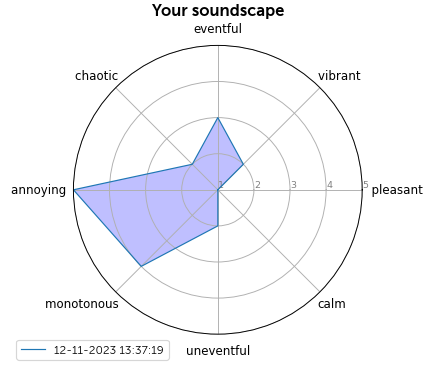 Your soundscape
eventful
chaotic
vibrant
annoying
1 2 3 4 5
pleasant
monotonous
calm
uneventful
12-11-2023 13:37:19